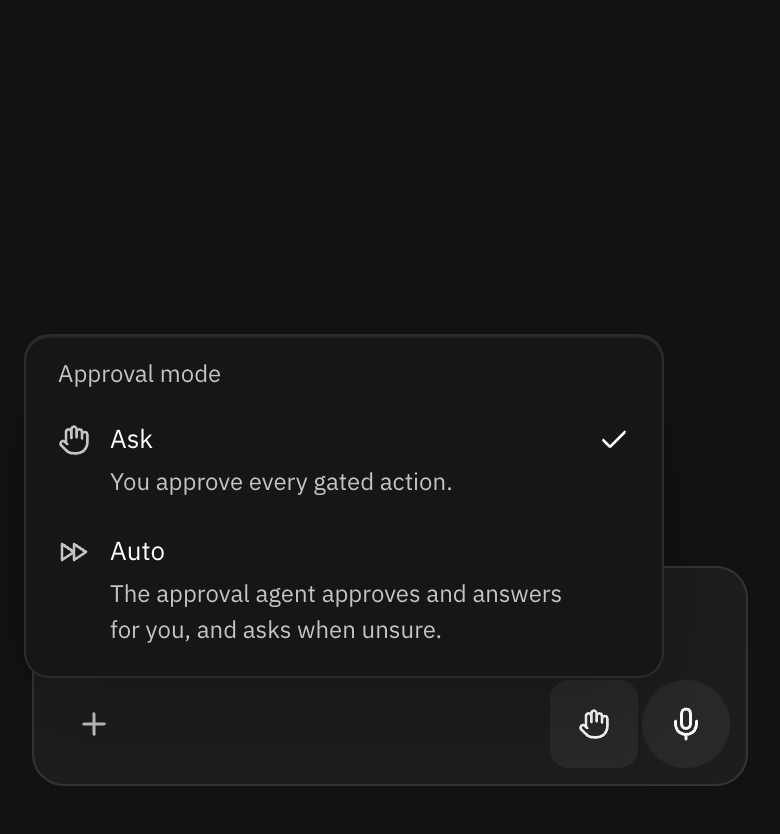 Approval mode
Ask
You approve every gated action.
Auto
The approval agent approves and answers
for you, and asks when unsure.